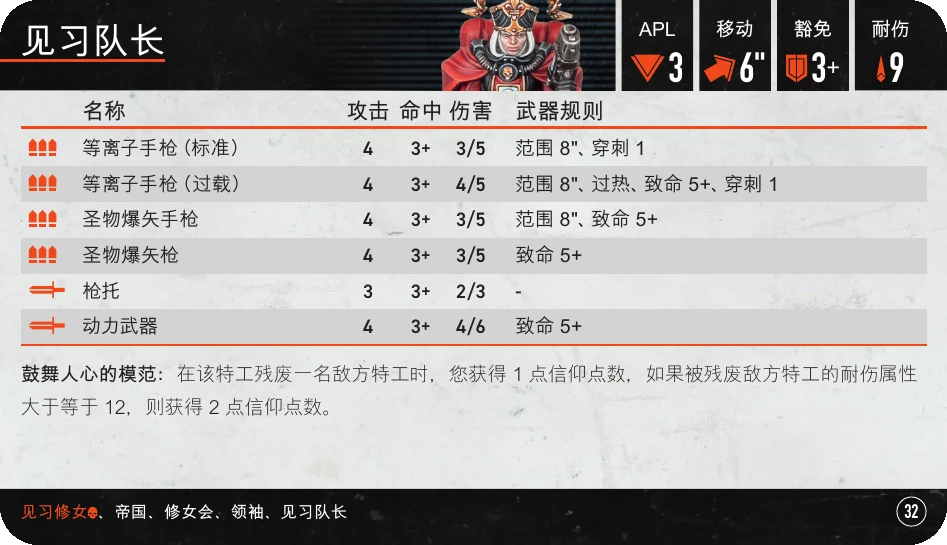 见习队长
APL 移动 豁免 耐伤
3 6" 3+ 9
名称 攻击 命中 伤害 武器规则
等离子手枪（标准） 4 3+ 3/5 范围 8"、穿刺 1
等离子手枪（过载） 4 3+ 4/5 范围 8"、过热、致命 5+、穿刺 1
圣物爆矢手枪 4 3+ 3/5 范围 8"、致命 5+
圣物爆矢枪 4 3+ 3/5 致命 5+
枪托 3 3+ 2/3 -
动力武器 4 3+ 4/6 致命 5+
鼓舞人心的模范：在该特工残废一名敌方特工时，您获得 1 点信仰点数，如果被残废敌方特工的耐伤属性
大于等于 12，则获得 2 点信仰点数。
见习修女、帝国、修女会、领袖、见习队长
32